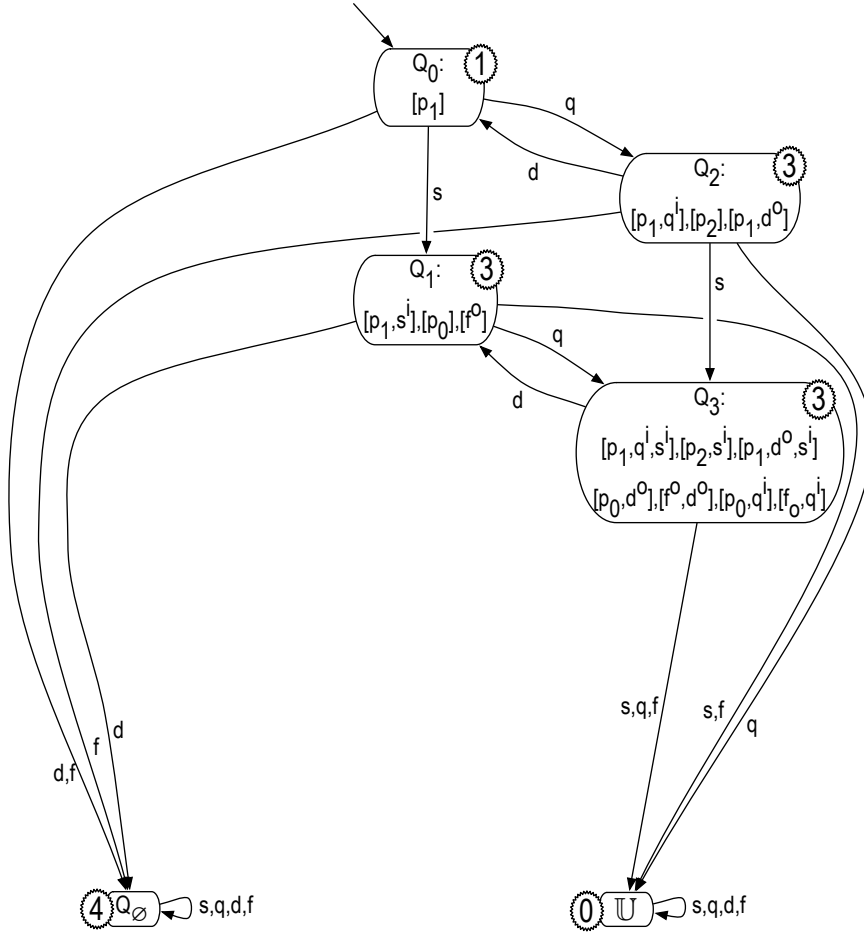 Q₀:
1
[p₁]
q
d
Q₂:
3
[p₁,qⁱ],[p₂],[p₁,dᵒ]
s
Q₁:
3
[p₁,sⁱ],[p₀],[fᵒ]
s
q
d
Q₃:
3
[p₁,qⁱ,sⁱ],[p₂,sⁱ],[p₁,dᵒ,sⁱ]
[p₀,dᵒ],[fᵒ,dᵒ],[p₀,qⁱ],[fₒ,qⁱ]
s,q,f
s,f
q
d
f
d,f
4
Q∅
s,q,d,f
0
𝕌
s,q,d,f